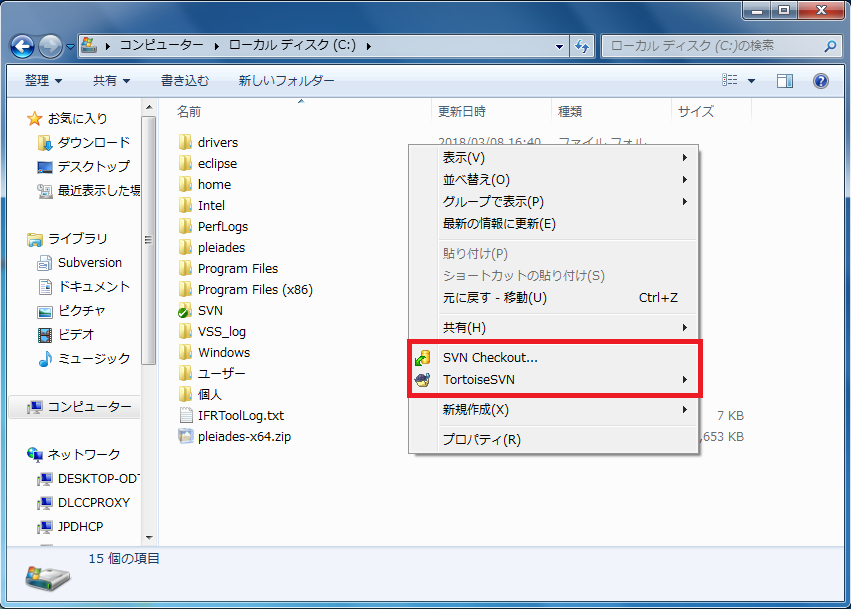 コンピューター ▸ ローカル ディスク (C:) ▸
ローカル ディスク (C:)の検索
整理 共有 書き込む 新しいフォルダー
お気に入り
ダウンロード
デスクトップ
最近表示した場
ライブラリ
Subversion
ドキュメント
ピクチャ
ビデオ
ミュージック
コンピューター
ネットワーク
DESKTOP-OD
DLCCPROXY
JPDHCP
名前 更新日時 種類 サイズ
drivers 2018/03/08 16:40 ファイル フォル
eclipse
home
Intel
PerfLogs
pleiades
Program Files
Program Files (x86)
SVN
VSS_log
Windows
ユーザー
個人
IFRToolLog.txt 7 KB
pleiades-x64.zip ,653 KB
表示(V)
並べ替え(O)
グループで表示(P)
最新の情報に更新(E)
貼り付け(P)
ショートカットの貼り付け(S)
元に戻す - 移動(U) Ctrl+Z
共有(H)
SVN Checkout...
TortoiseSVN
新規作成(X)
プロパティ(R)
15 個の項目